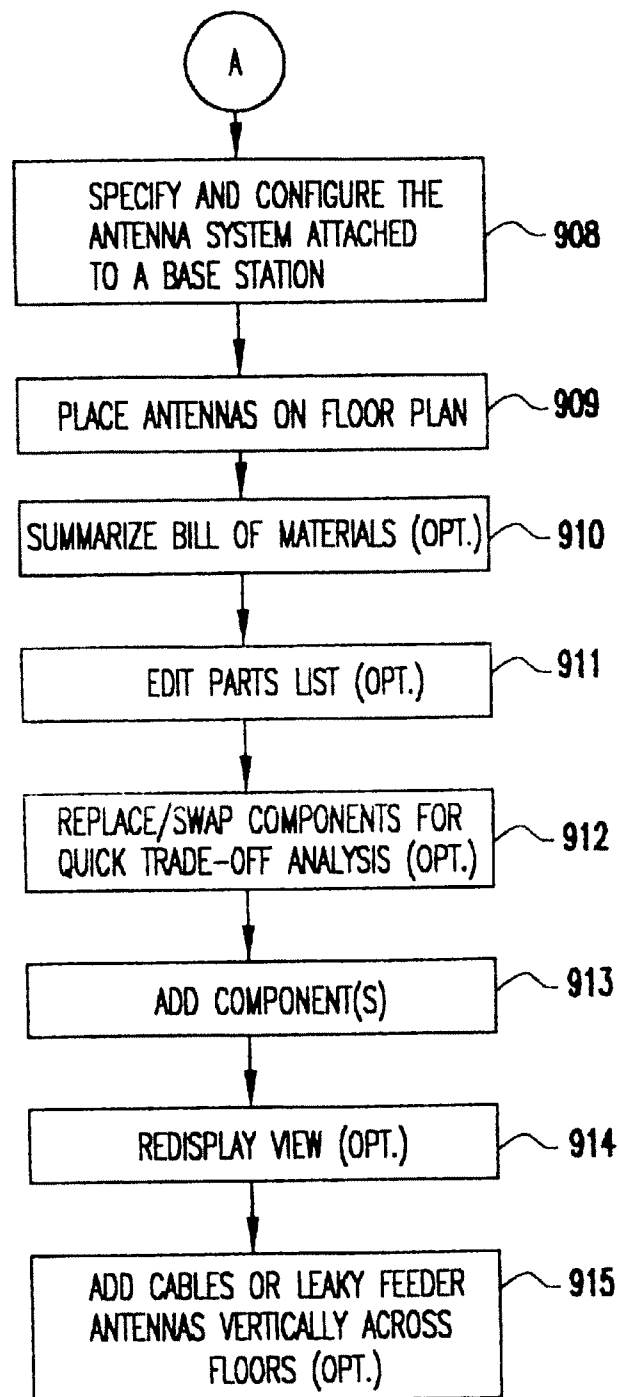 A
SPECIFY AND CONFIGURE THE
ANTENNA SYSTEM ATTACHED
TO A BASE STATION
908
PLACE ANTENNAS ON FLOOR PLAN
909
SUMMARIZE BILL OF MATERIALS (OPT.)
910
EDIT PARTS LIST (OPT.)
911
REPLACE/SWAP COMPONENTS FOR
QUICK TRADE-OFF ANALYSIS (OPT.)
912
ADD COMPONENT(S)
913
REDISPLAY VIEW (OPT.)
914
ADD CABLES OR LEAKY FEEDER
ANTENNAS VERTICALLY ACROSS
FLOORS (OPT.)
915